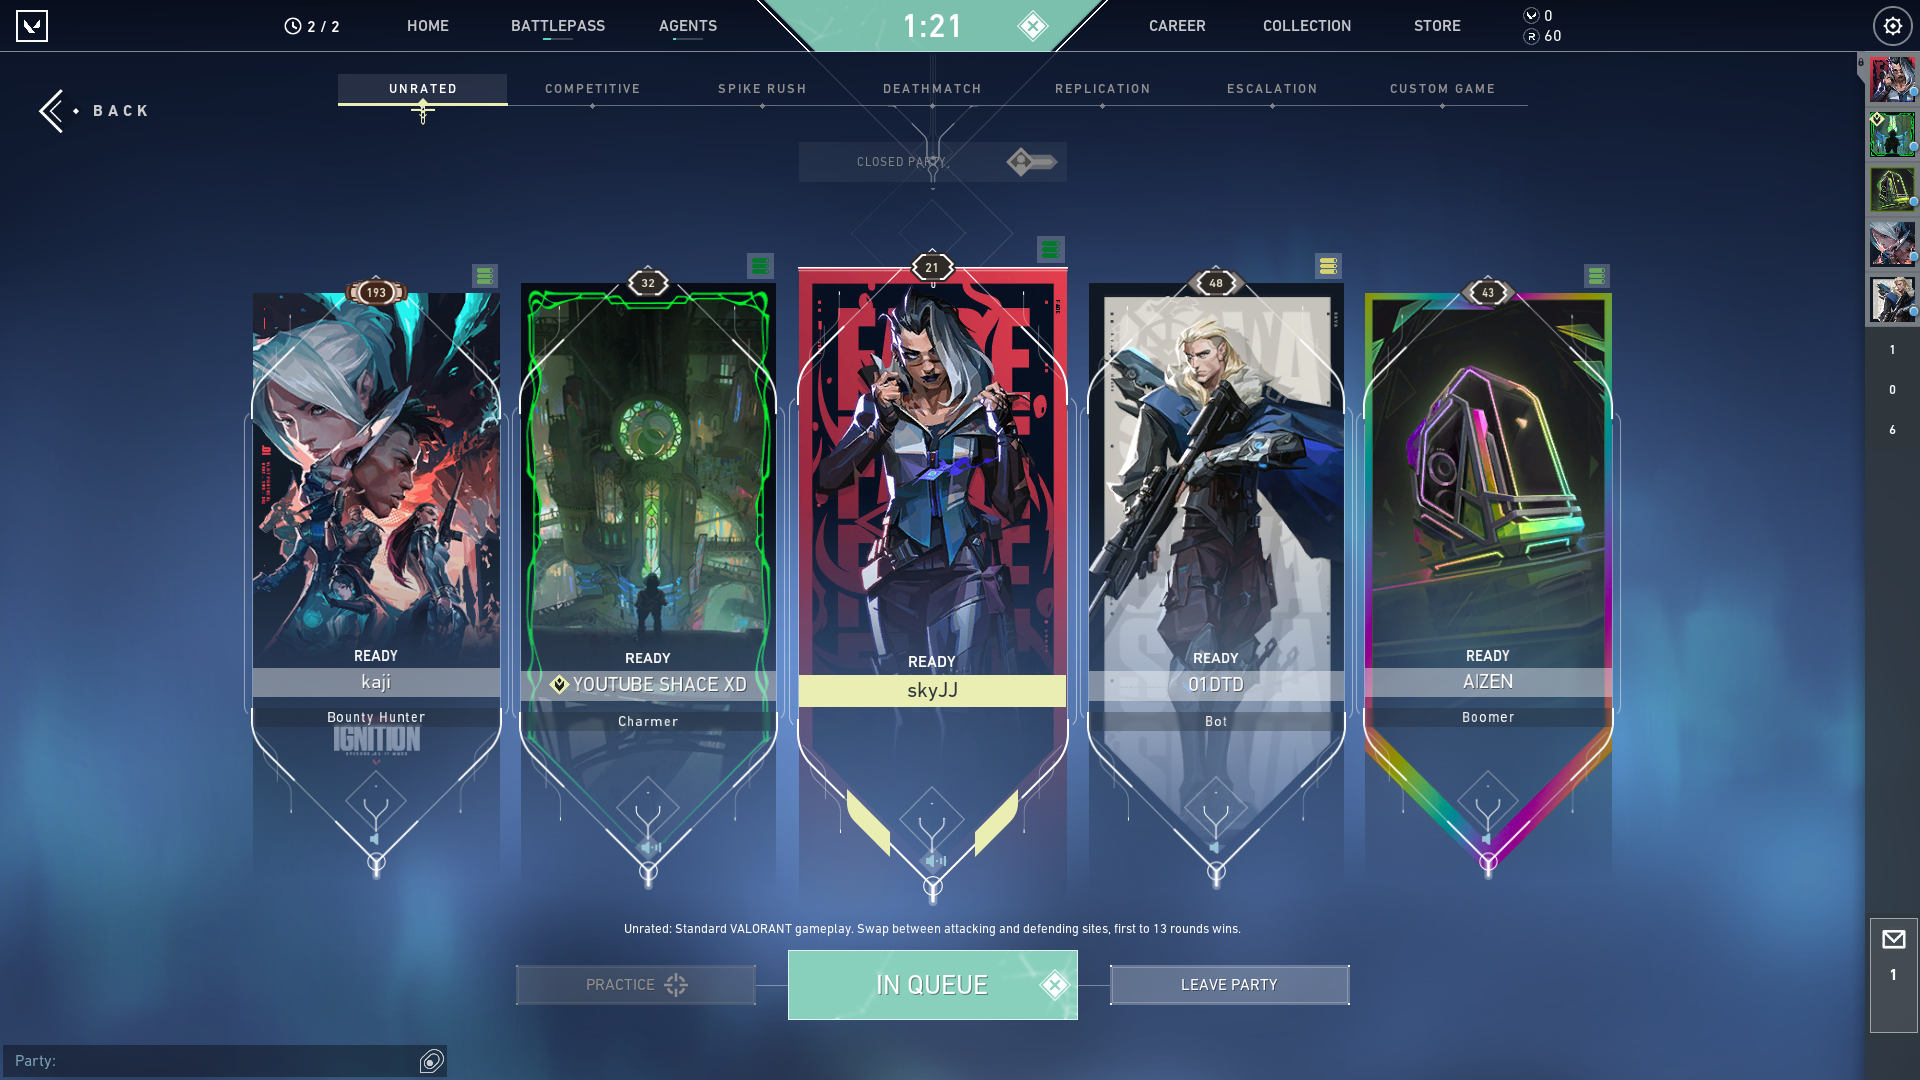 2 / 2
HOME
BATTLEPASS
AGENTS
1:21
CAREER
COLLECTION
STORE
0
60
BACK
UNRATED
COMPETITIVE
SPIKE RUSH
DEATHMATCH
REPLICATION
ESCALATION
CUSTOM GAME
CLOSED PARTY
193
32
21
48
43
READY
kaji
Bounty Hunter
IGNITION
READY
YOUTUBE SHACE XD
Charmer
READY
skyJJ
READY
01DTD
Bot
READY
AIZEN
Boomer
1
0
6
1
Unrated: Standard VALORANT gameplay. Swap between attacking and defending sites, first to 13 rounds wins.
PRACTICE
IN QUEUE
LEAVE PARTY
Party: